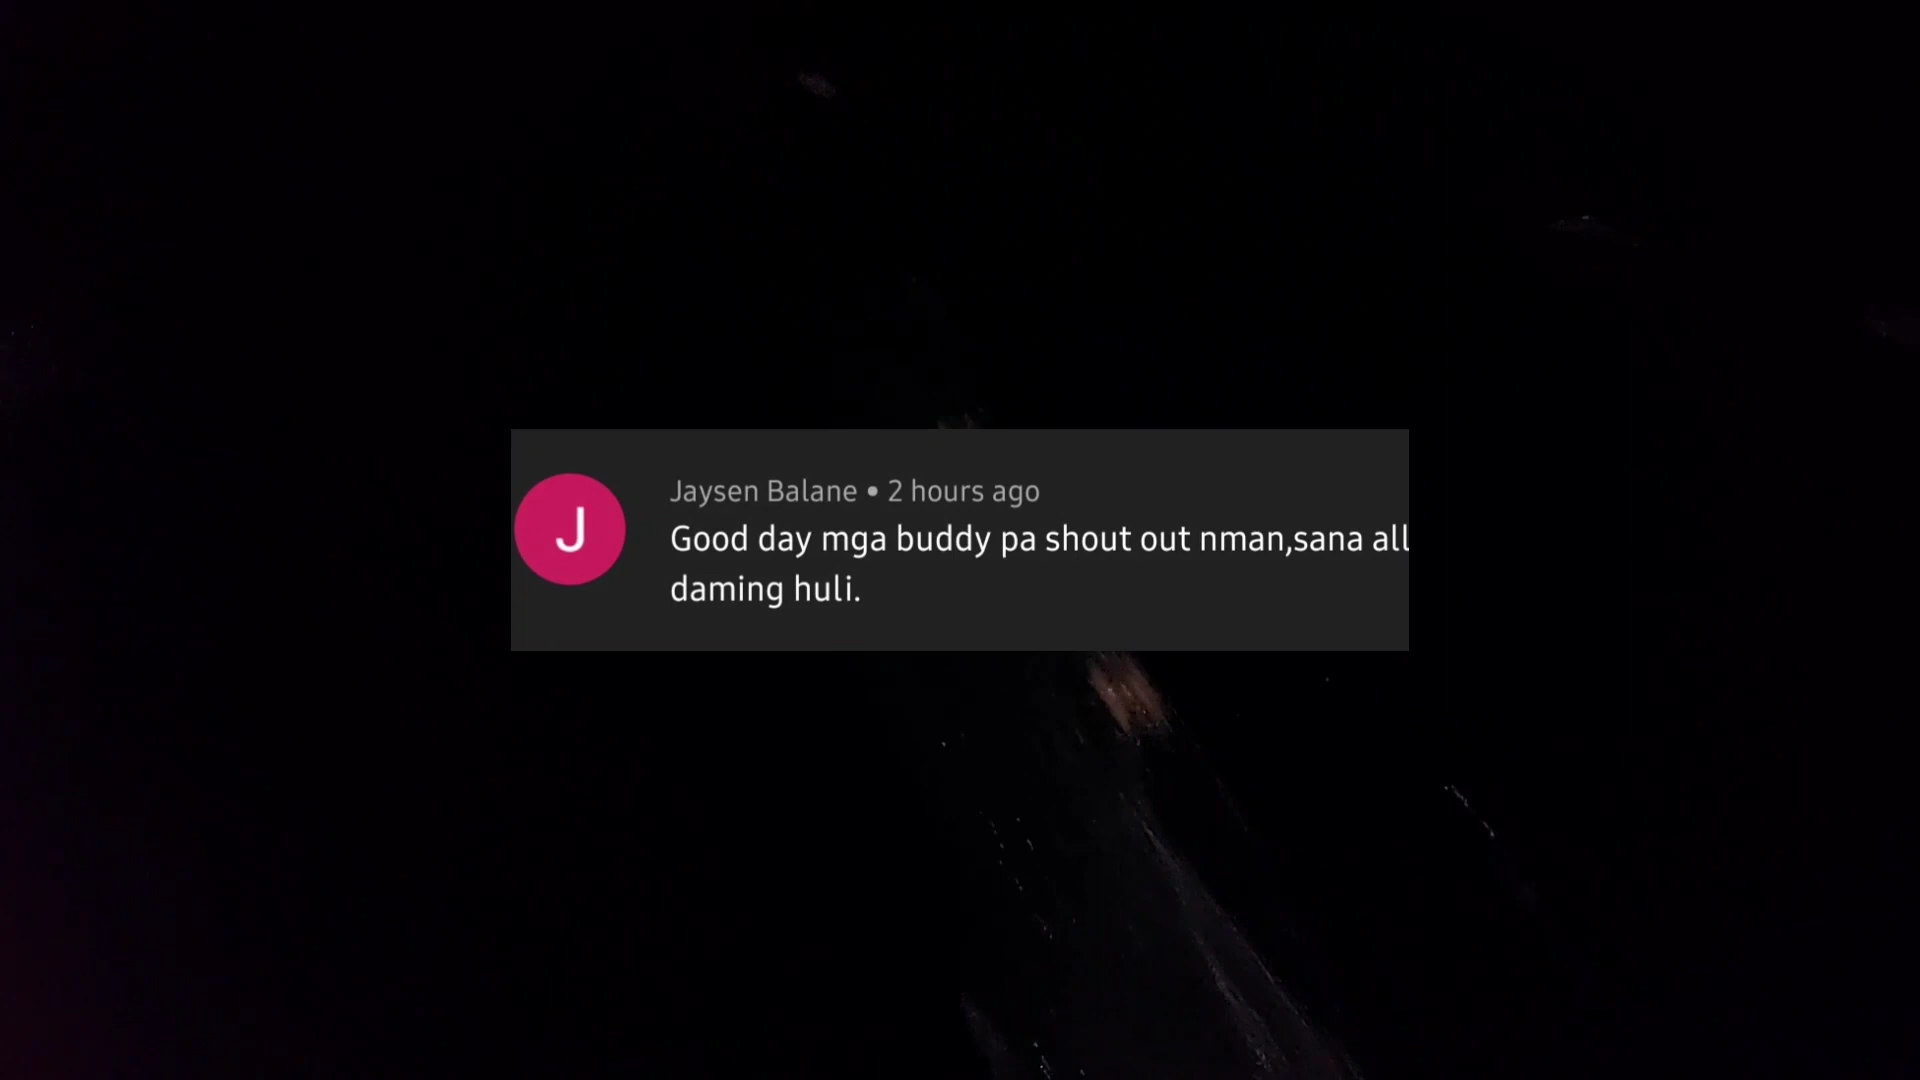 J
Jaysen Balane • 2 hours ago
Good day mga buddy pa shout out nman,sana all
daming huli.